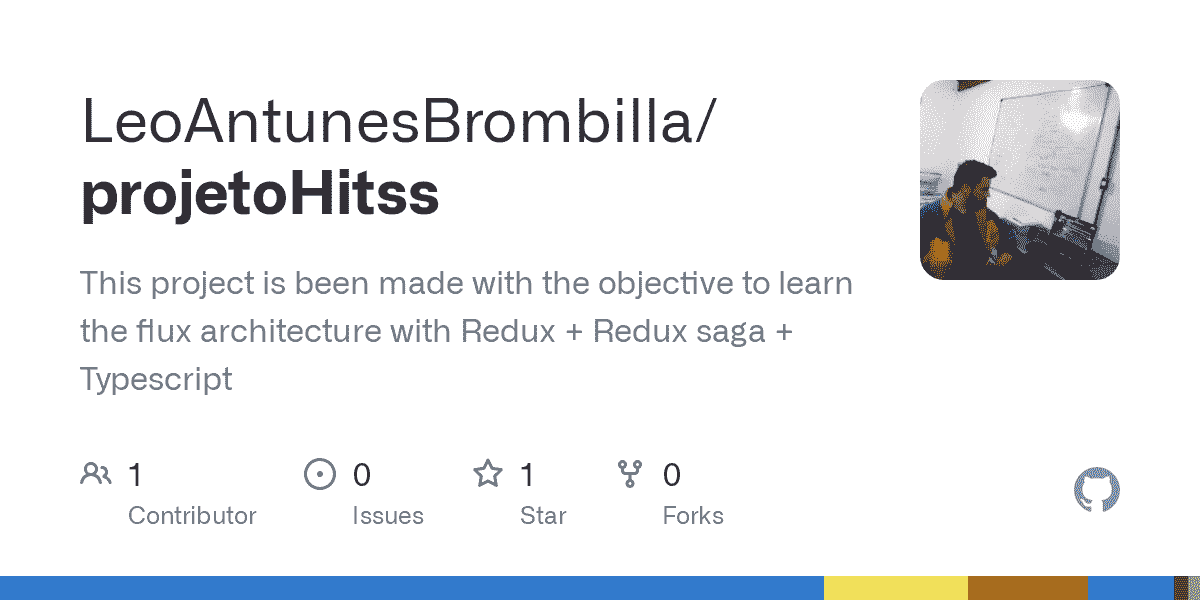 LeoAntunesBrombilla/
projetoHitss
This project is been made with the objective to learn
the flux architecture with Redux + Redux saga +
Typescript
1 0 1 0
Contributor Issues Star Forks